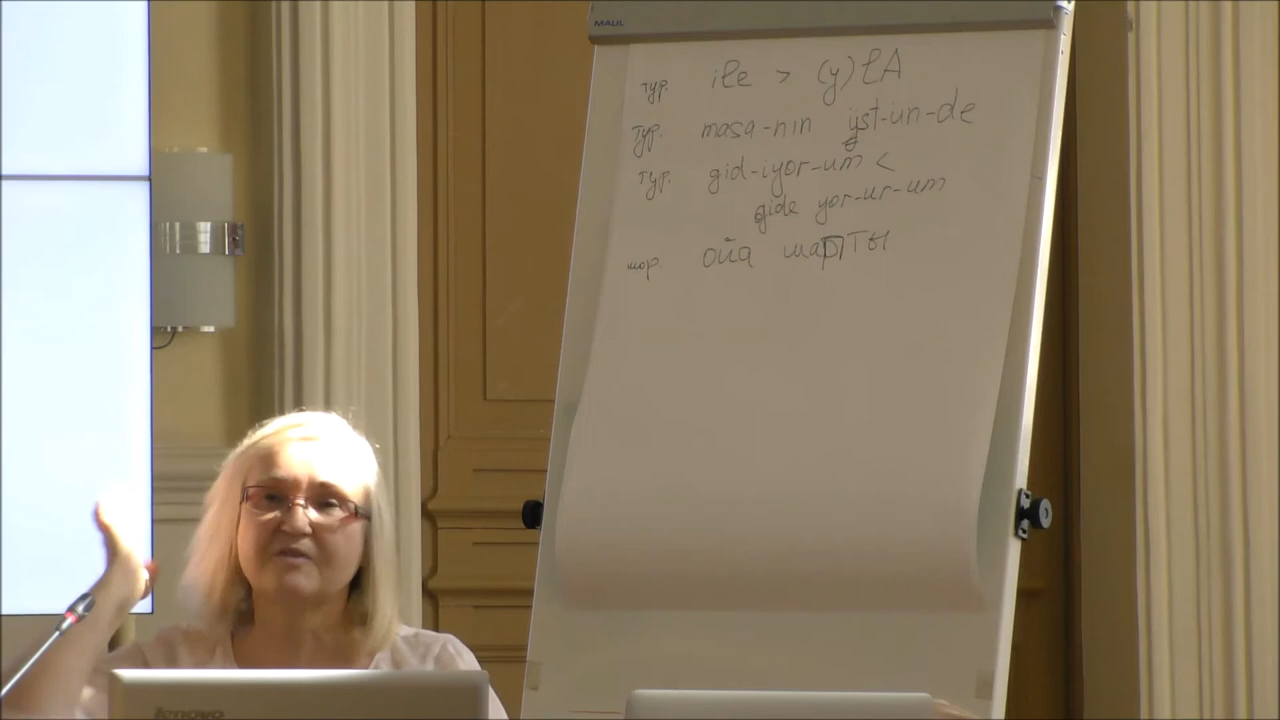 MAUL
тур. ile > (y)lA
тур. masa-nın üst-ün-de
тур. gid-iyor-um <
gide yor-ur-um
шор. ойа шаптты
lenovo